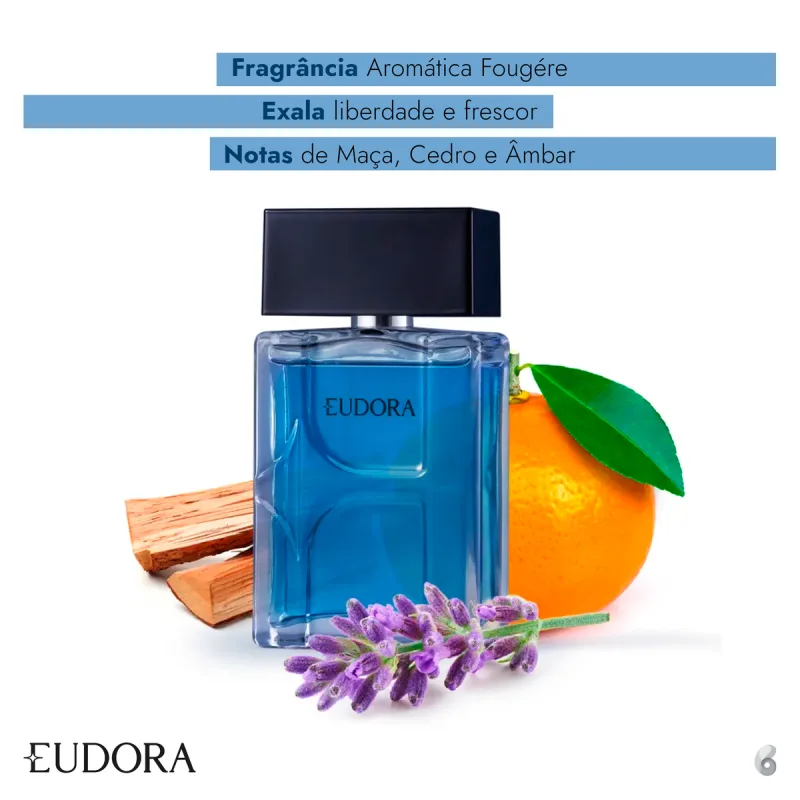 Fragrância Aromática Fougére
Exala liberdade e frescor
Notas de Maça, Cedro e Âmbar
EUDORA
EUDORA